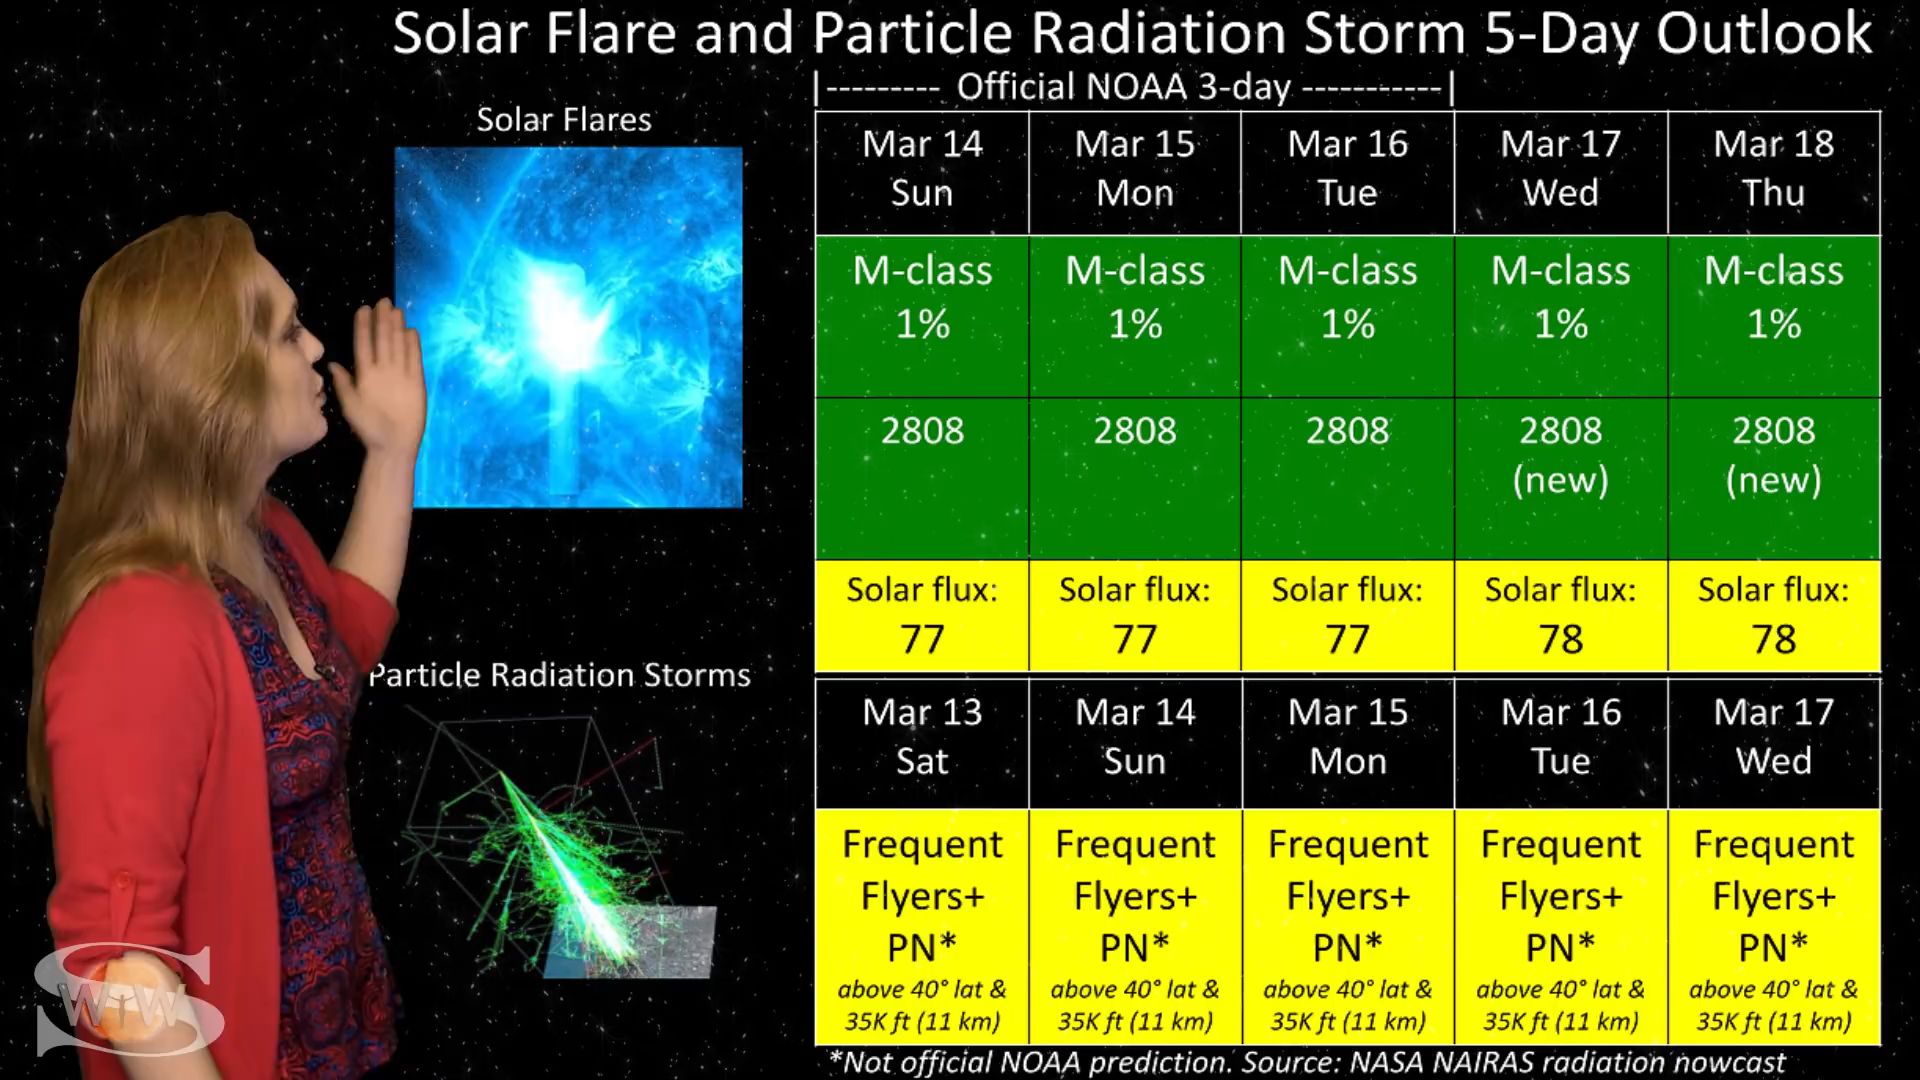 Solar Flare and Particle Radiation Storm 5-Day Outlook
|--------- Official NOAA 3-day -----------|
Solar Flares
Mar 14 Sun
Mar 15 Mon
Mar 16 Tue
Mar 17 Wed
Mar 18 Thu
M-class 1%
M-class 1%
M-class 1%
M-class 1%
M-class 1%
2808
2808
2808
2808 (new)
2808 (new)
Solar flux: 77
Solar flux: 77
Solar flux: 77
Solar flux: 78
Solar flux: 78
Particle Radiation Storms
Mar 13 Sat
Mar 14 Sun
Mar 15 Mon
Mar 16 Tue
Mar 17 Wed
Frequent Flyers+ PN* above 40° lat & 35K ft (11 km)
Frequent Flyers+ PN* above 40° lat & 35K ft (11 km)
Frequent Flyers+ PN* above 40° lat & 35K ft (11 km)
Frequent Flyers+ PN* above 40° lat & 35K ft (11 km)
Frequent Flyers+ PN* above 40° lat & 35K ft (11 km)
*Not official NOAA prediction. Source: NASA NAIRAS radiation nowcast
SWTW